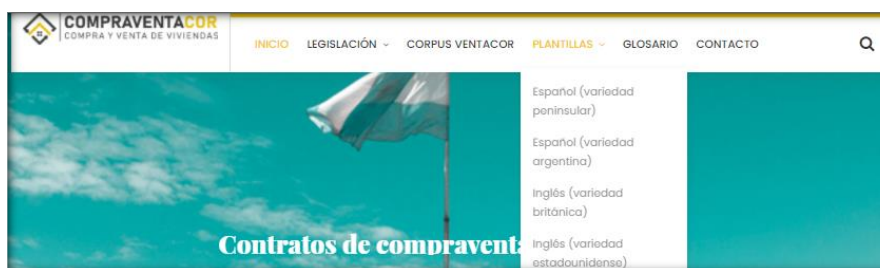 COMPRAVENTACOR
COMPRA Y VENTA DE VIVIENDAS
INICIO LEGISLACIÓN CORPUS VENTACOR PLANTILLAS GLOSARIO CONTACTO
Español (variedad
peninsular)
Español (variedad
argentina)
Inglés (variedad
británica)
Inglés (variedad
estadounidense)
Contratos de compraventa